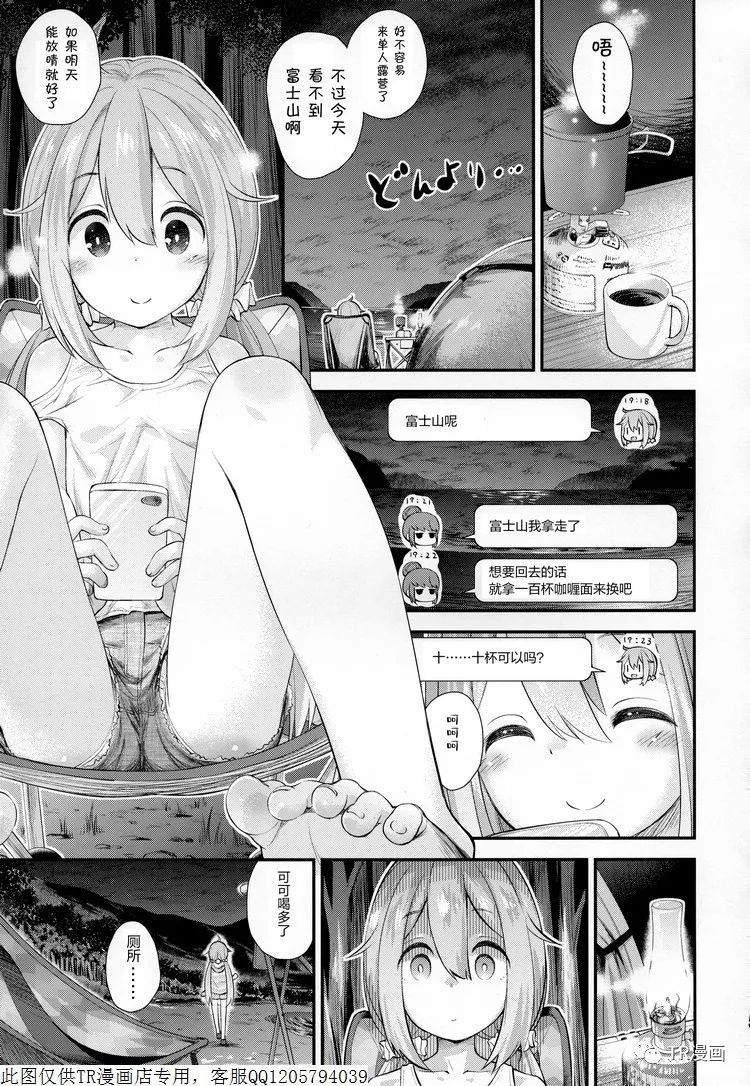 唔~~~~~
好不容易
来单人露营了
不过今天
看不到
富士山啊
如果明天
能放晴就好了
どんより…
19:18
富士山呢
19:21
富士山我拿走了
19:22
想要回去的话
就拿一百杯咖喱面来换吧
19:23
十……十杯可以吗？
呵呵呵
可可喝多了
厕所……
TR漫画
此图仅供TR漫画店专用，客服QQ1205794039